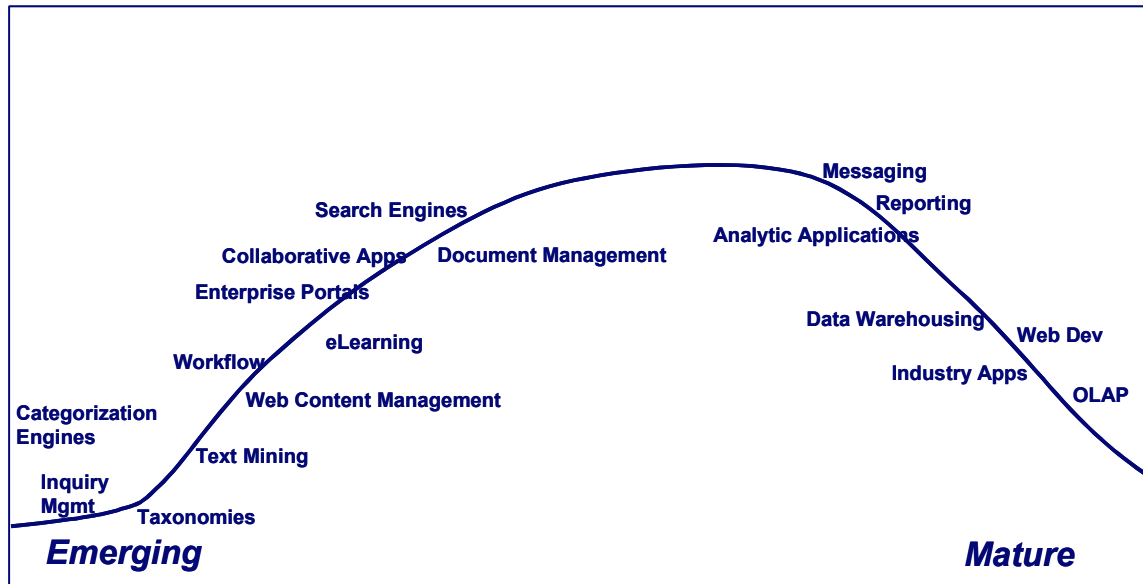 Messaging
Reporting
Search Engines
Analytic Applications
Collaborative Apps
Document Management
Enterprise Portals
Data Warehousing
Web Dev
eLearning
Workflow
Industry Apps
Web Content Management
OLAP
Categorization
Engines
Text Mining
Inquiry
Mgmt
Taxonomies
Emerging
Mature